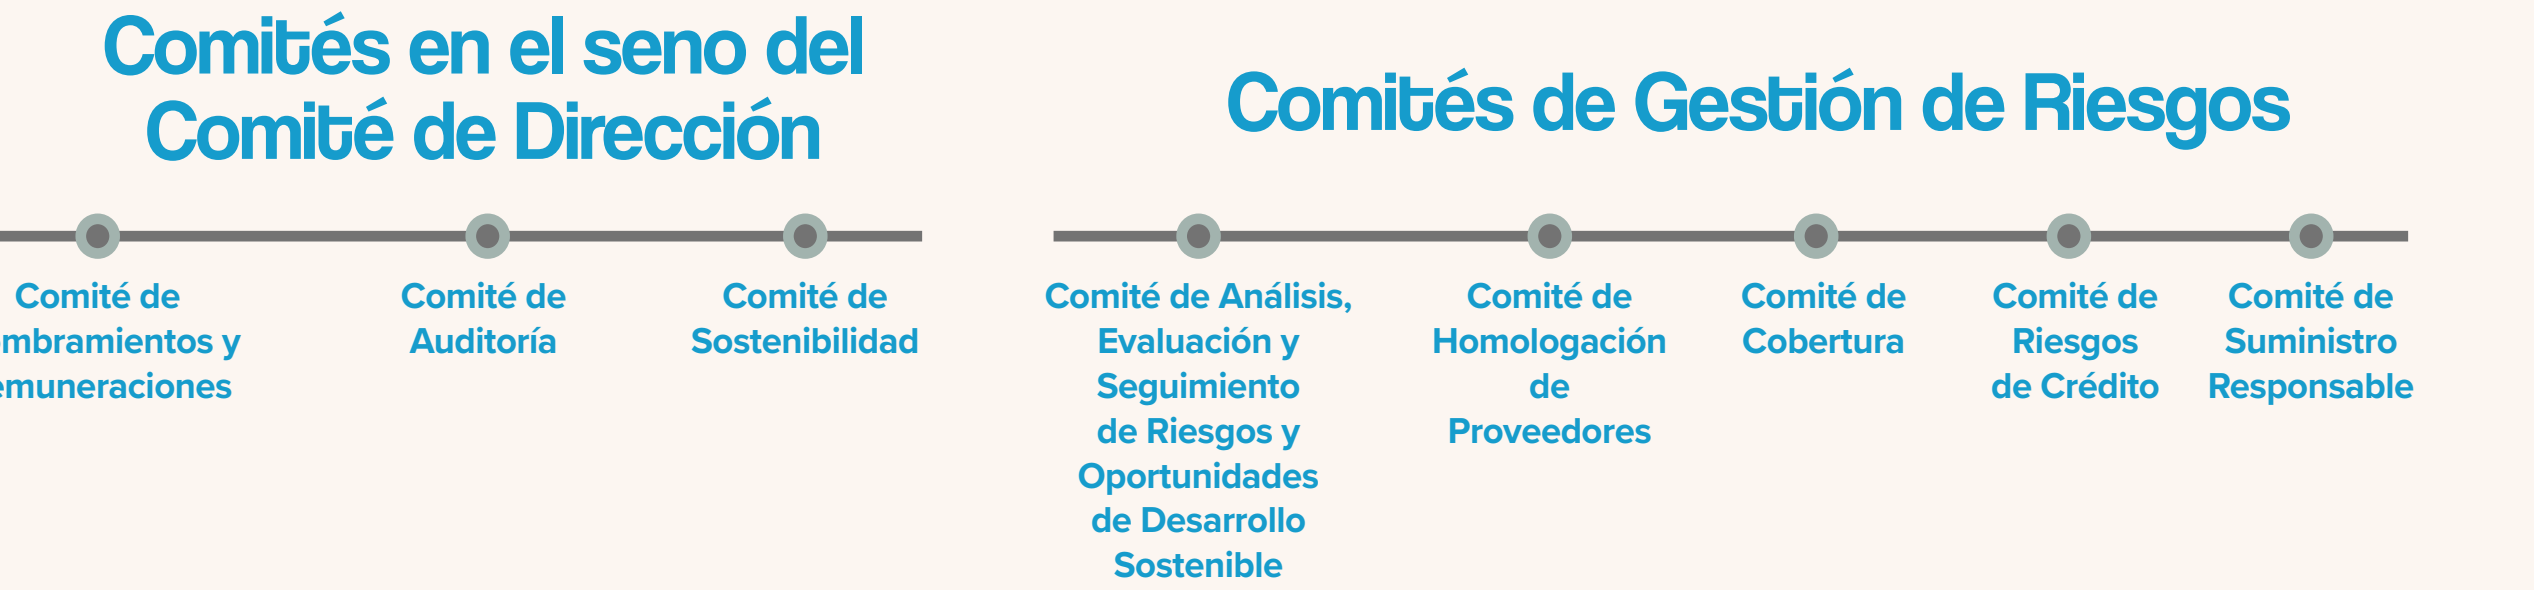 Comités en el seno del
Comité de Dirección
Comité de
mbramientos y
muneraciones
Comité de
Auditoría
Comité de
Sostenibilidad
Comités de Gestión de Riesgos
Comité de Análisis,
Evaluación y
Seguimiento
de Riesgos y
Oportunidades
de Desarrollo
Sostenible
Comité de
Homologación
de
Proveedores
Comité de
Cobertura
Comité de
Riesgos
de Crédito
Comité de
Suministro
Responsable